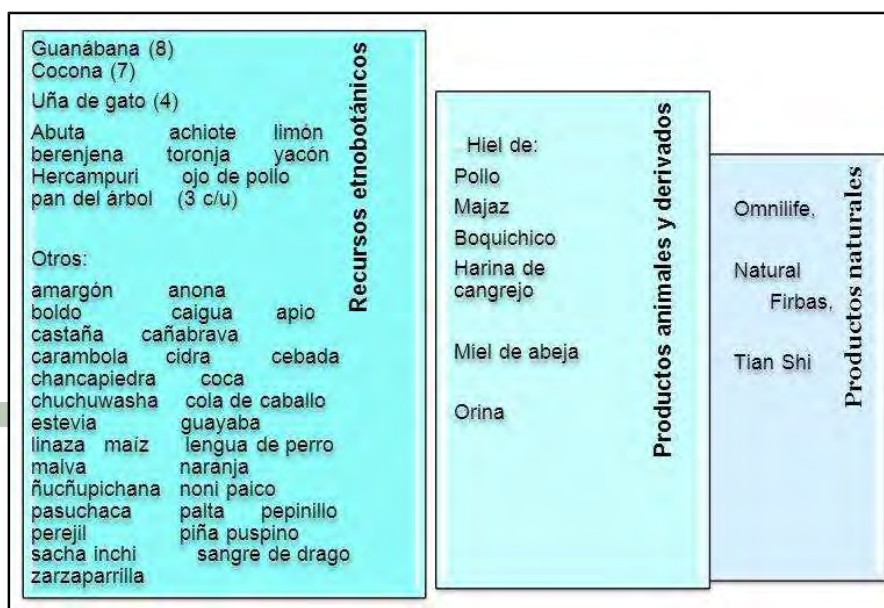 Guanábana (8)
Cocona (7)
Uña de gato (4)
Abuta achiote limón
berenjena toronja yacón
Hercampuri ojo de pollo
pan del árbol (3 c/u)
Otros:
amargón anona
boldo caigua apio
castaña cañabrava
carambola cidra cebada
chancapiedra coca
chuchuwasha cola de caballo
estevia guayaba
linaza maíz lengua de perro
malva naranja
ñucñupichana noni paico
pasuchaca palta pepinillo
perejil piña puspino
sacha inchi sangre de drago
zarzaparrilla
Recursos etnobotánicos
Hiel de:
Pollo
Majaz
Boquichico
Harina de
cangrejo
Miel de abeja
Orina
Productos animales y derivados
Omnilife,
Natural
Firbas,
Tian Shi
Productos naturales